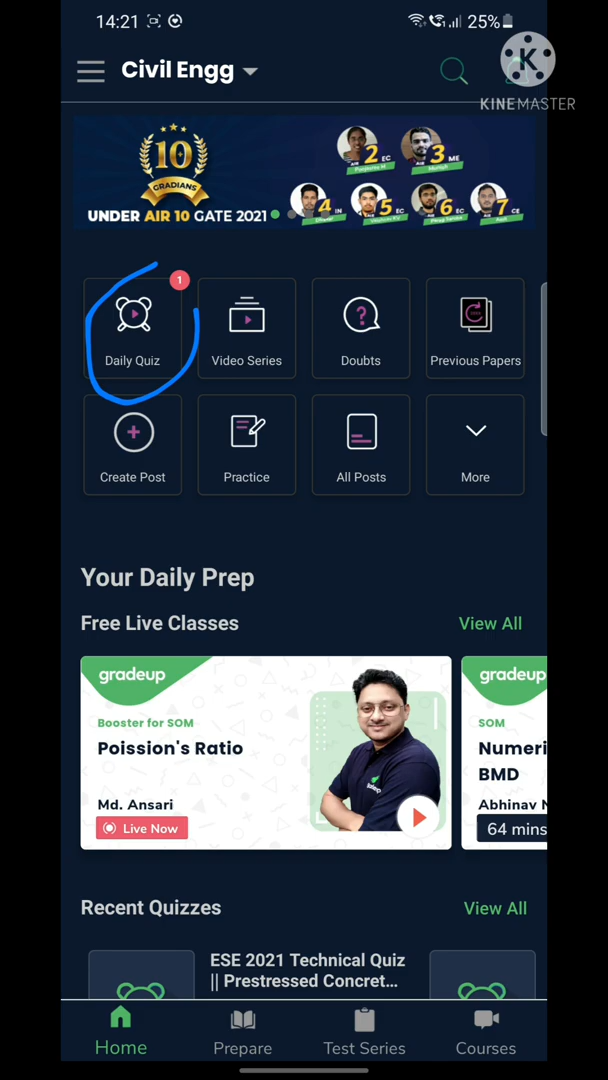 14:21
25%
Civil Engg
KINEMASTER
10
GRADIANS
UNDER AIR 10 GATE 2021
2 EC
3 ME
4 IN
5 EC
6 EC
7 CE
1
Daily Quiz
Video Series
Doubts
Previous Papers
Create Post
Practice
All Posts
More
Your Daily Prep
Free Live Classes
View All
gradeup
Booster for SOM
Poission's Ratio
Md. Ansari
Live Now
gradeup
SOM
Numeri
BMD
Abhinav
64 mins
Recent Quizzes
View All
ESE 2021 Technical Quiz
|| Prestressed Concret...
Home
Prepare
Test Series
Courses